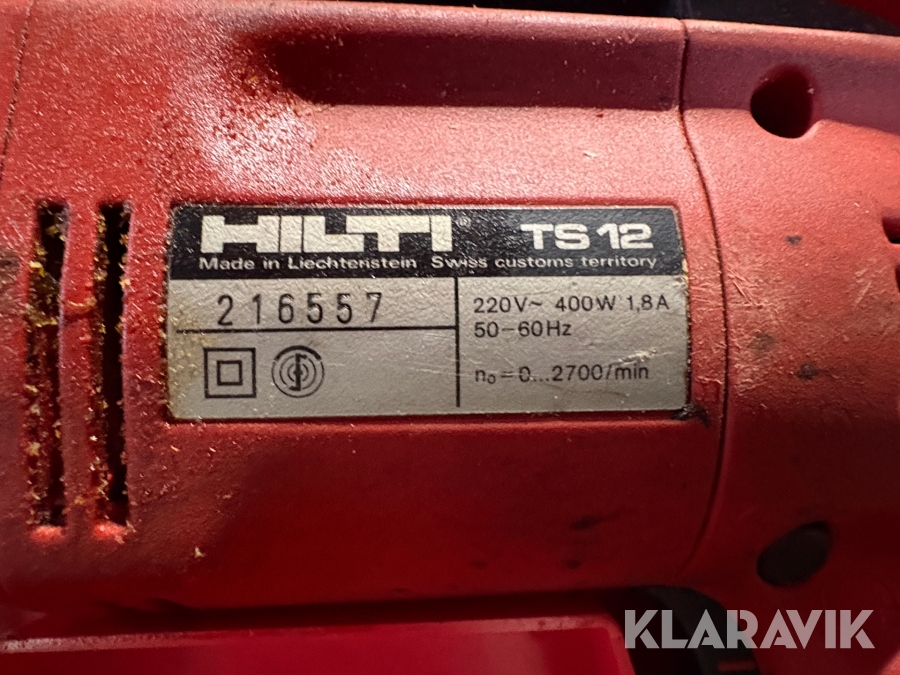 HILTI® TS 12
Made in Liechtenstein Swiss customs territory
216557
220V~ 400W 1,8A
50-60Hz
n₀=0...2700/min
KLARAVIK